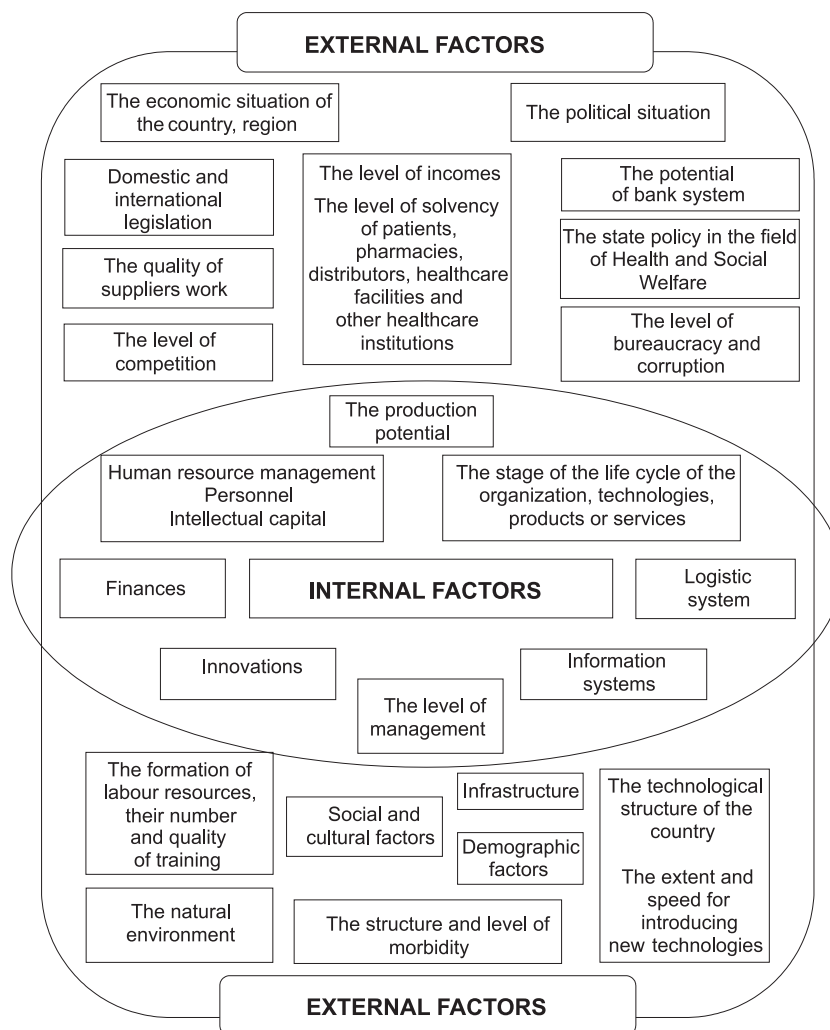 EXTERNAL FACTORS
The economic situation of
the country, region
The political situation
Domestic and
international
legislation
The level of incomes
The level of solvency
of patients,
pharmacies,
distributors, healthcare
facilities and
other healthcare
institutions
The potential
of bank system
The quality of
suppliers work
The state policy in the field
of Health and Social
Welfare
The level of
competition
The level of
bureaucracy and
corruption
The production
potential
Human resource management
Personnel
Intellectual capital
The stage of the life cycle of the
organization, technologies,
products or services
Finances
INTERNAL FACTORS
Logistic
system
Innovations
Information
systems
The level of
management
The formation of
labour resources,
their number
and quality
of training
Social and
cultural factors
Infrastructure
Demographic
factors
The technological
structure of the
country
The extent and
speed for
introducing
new technologies
The natural
environment
The structure and level of
morbidity
EXTERNAL FACTORS